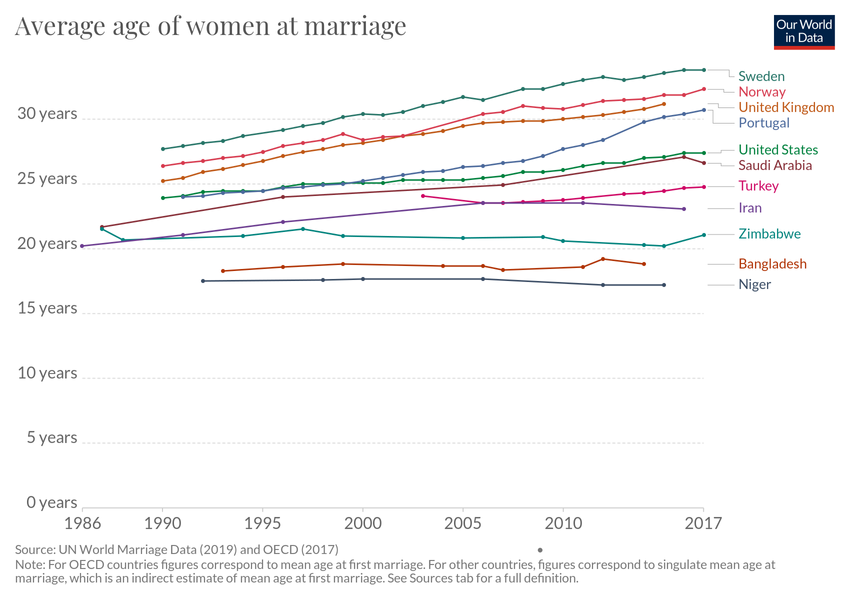 Average age of women at marriage
Our World
in Data
Sweden
Norway
30 years
United Kingdom
Portugal
United States
Saudi Arabia
25 years
Turkey
Iran
20 years
Zimbabwe
Bangladesh
Niger
15 years
10 years
5 years
0 years
1986 1990 1995 2000 2005 2010 2017
Source: UN World Marriage Data (2019) and OECD (2017)
Note: For OECD countries figures correspond to mean age at first marriage. For other countries, figures correspond to singulate mean age at
marriage, which is an indirect estimate of mean age at first marriage. See Sources tab for a full definition.